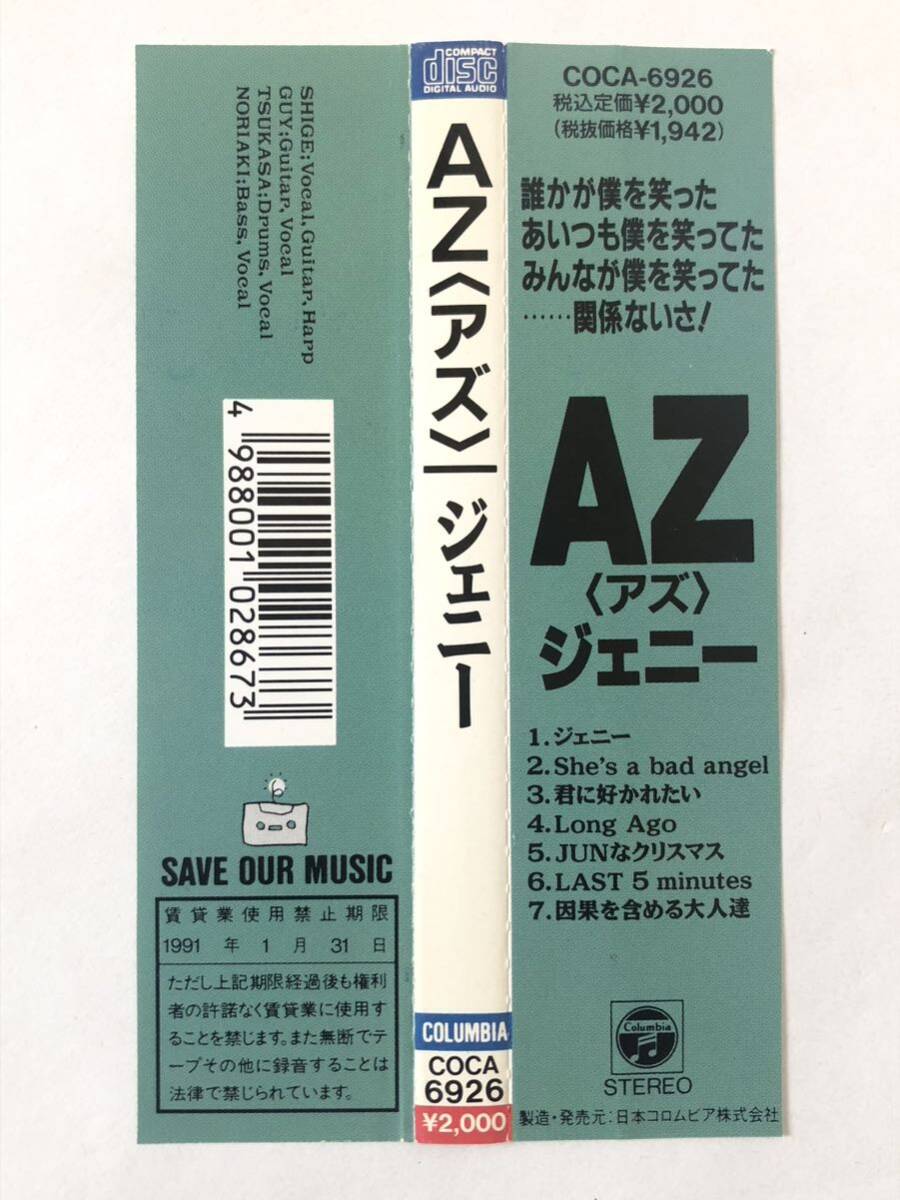 SHIGE;Vocal,Guitar,Harp
GUY;Guitar,Vocal
TSUKASA;Drums,Vocal
NORIAKI;Bass,Vocal
4 988001 028673
SAVE OUR MUSIC
賃貸業使用禁止期限
1991 年 1 月 31 日
ただし上記期限経過後も権利
者の許諾なく賃貸業に使用す
ることを禁じます。また無断でテ
ープその他に録音することは
法律で禁じられています。
COMPACT
disc
DIGITAL AUDIO
AZ〈アズ〉|ジェニー
COLUMBIA
COCA
6926
¥2,000
COCA-6926
税込定価¥2,000
(税抜価格¥1,942)
誰かが僕を笑った
あいつも僕を笑ってた
みんなが僕を笑ってた
……関係ないさ!
AZ
〈アズ〉
ジェニー
1.ジェニー
2.She's a bad angel
3.君に好かれたい
4.Long Ago
5.JUNなクリスマス
6.LAST 5 minutes
7.因果を含める大人達
Columbia
STEREO
製造・発売元:日本コロムビア株式会社